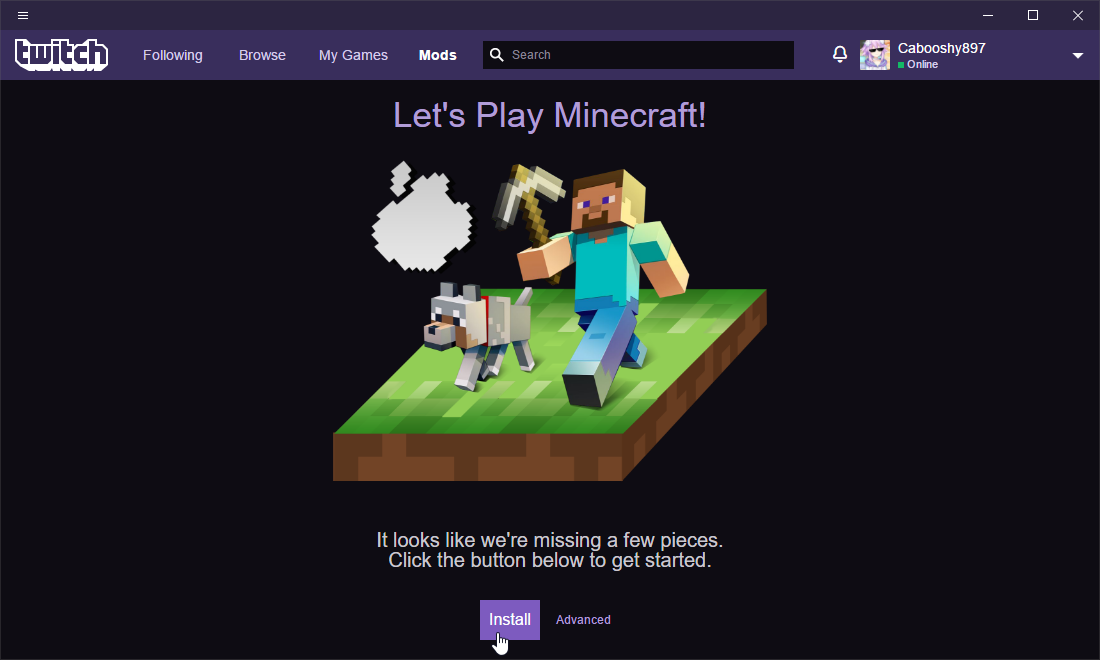 twitch
Following
Browse
My Games
Mods
Search
Cabooshy897
Online
Let's Play Minecraft!
It looks like we're missing a few pieces.
Click the button below to get started.
Install
Advanced